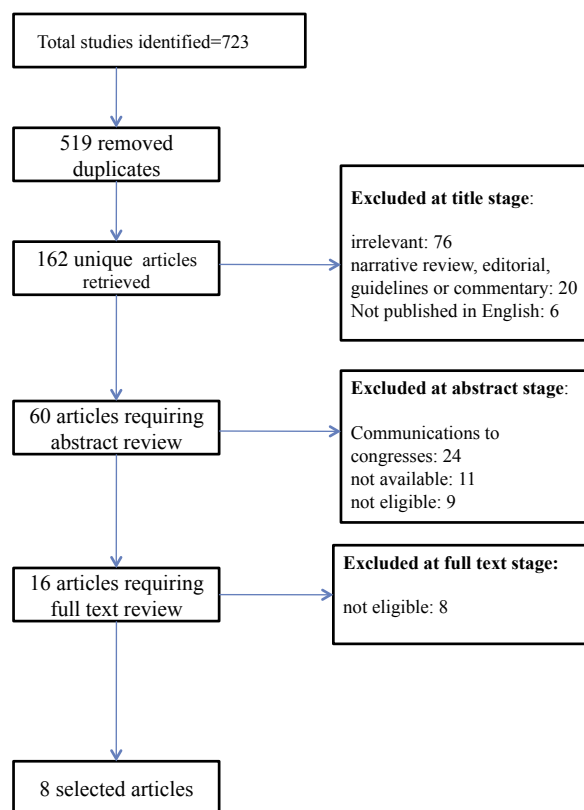 Total studies identified=723
519 removed
duplicates
Excluded at title stage:
irrelevant: 76
narrative review, editorial,
guidelines or commentary: 20
Not published in English: 6
162 unique articles
retrieved
Excluded at abstract stage:
Communications to
congresses: 24
not available: 11
not eligible: 9
60 articles requiring
abstract review
Excluded at full text stage:
not eligible: 8
16 articles requiring
full text review
8 selected articles